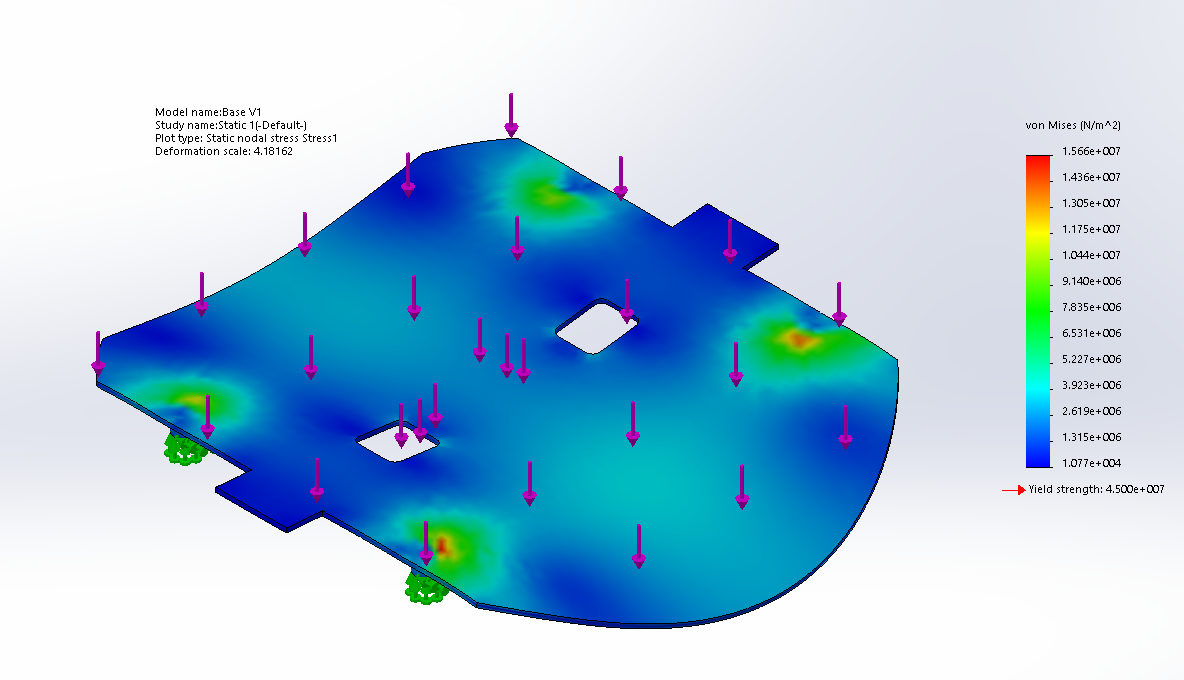 Model name:Base V1
Study name:Static 1(-Default-)
Plot type: Static nodal stress Stress1
Deformation scale: 4.18162
von Mises (N/m^2)
1.566e+007
1.436e+007
1.305e+007
1.175e+007
1.044e+007
9.140e+006
7.835e+006
6.531e+006
5.227e+006
3.923e+006
2.619e+006
1.315e+006
1.077e+004
Yield strength: 4.500e+007